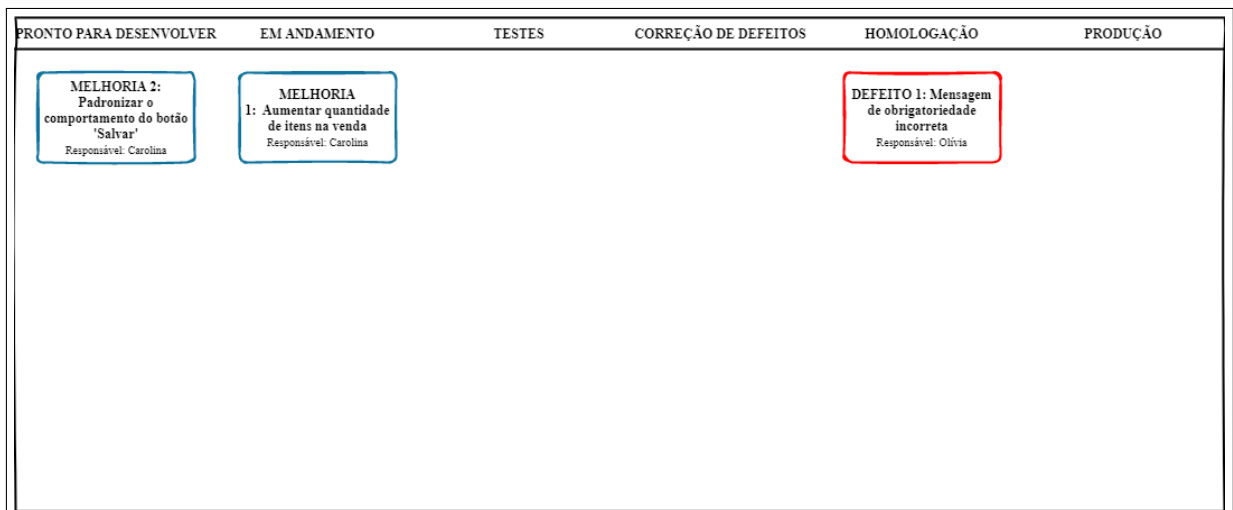 PRONTO PARA DESENVOLVER
EM ANDAMENTO
TESTES
CORREÇÃO DE DEFEITOS
HOMOLOGAÇÃO
PRODUÇÃO
MELHORIA 2:
Padronizar o
comportamento do botão
'Salvar'
Responsável: Carolina
MELHORIA
1: Aumentar quantidade
de itens na venda
Responsável: Carolina
DEFEITO 1: Mensagem
de obrigatoriedade
incorreta
Responsável: Olívia